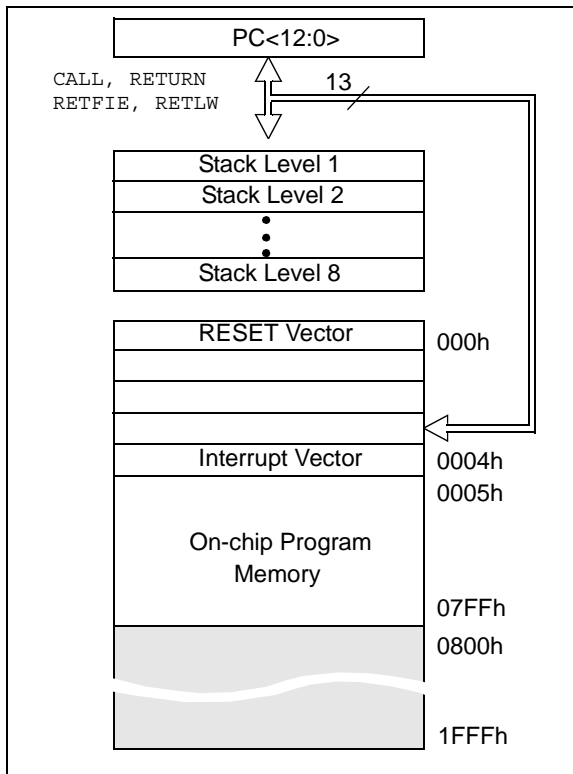 PC<12:0>
CALL, RETURN
RETFIE, RETLW
13
Stack Level 1
Stack Level 2
Stack Level 8
RESET Vector
000h
Interrupt Vector
0004h
0005h
On-chip Program
Memory
07FFh
0800h
1FFFh